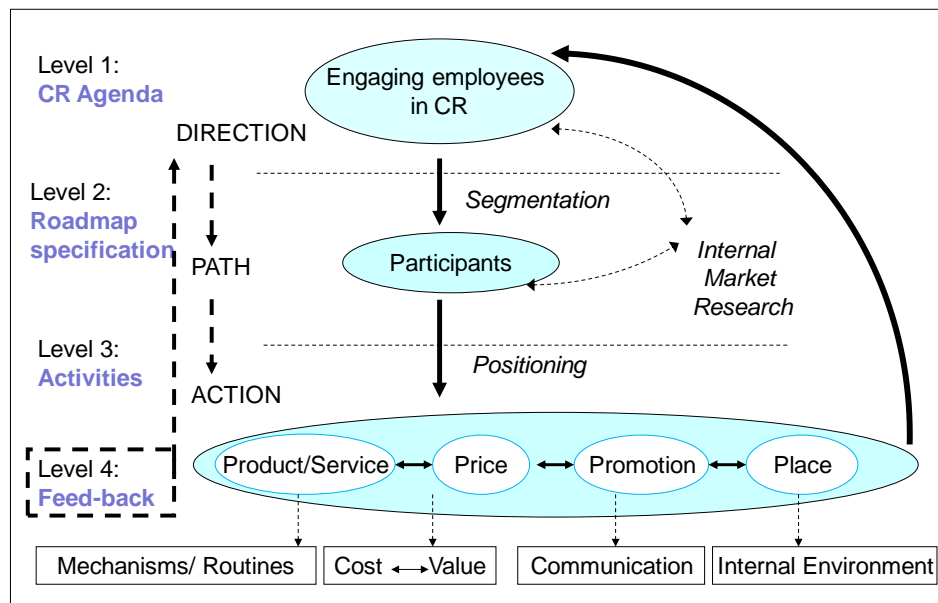 Level 1:
CR Agenda
Engaging employees
in CR
DIRECTION
Level 2:
Roadmap
specification
Segmentation
PATH
Participants
Internal
Market
Research
Level 3:
Activities
Positioning
ACTION
Level 4:
Feed-back
Product/Service
Price
Promotion
Place
Mechanisms/ Routines
Cost Value
Communication
Internal Environment